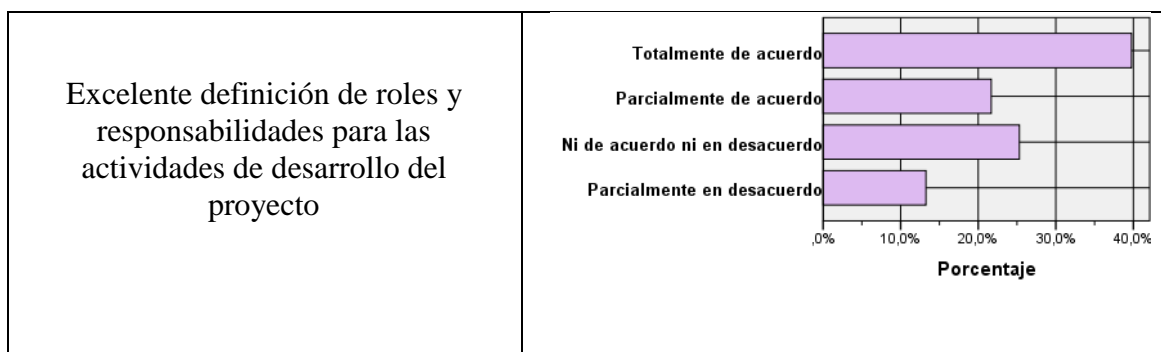 Excelente definición de roles y
responsabilidades para las
actividades de desarrollo del
proyecto
Totalmente de acuerdo
Parcialmente de acuerdo
Ni de acuerdo ni en desacuerdo
Parcialmente en desacuerdo
,0% 10,0% 20,0% 30,0% 40,0%
Porcentaje